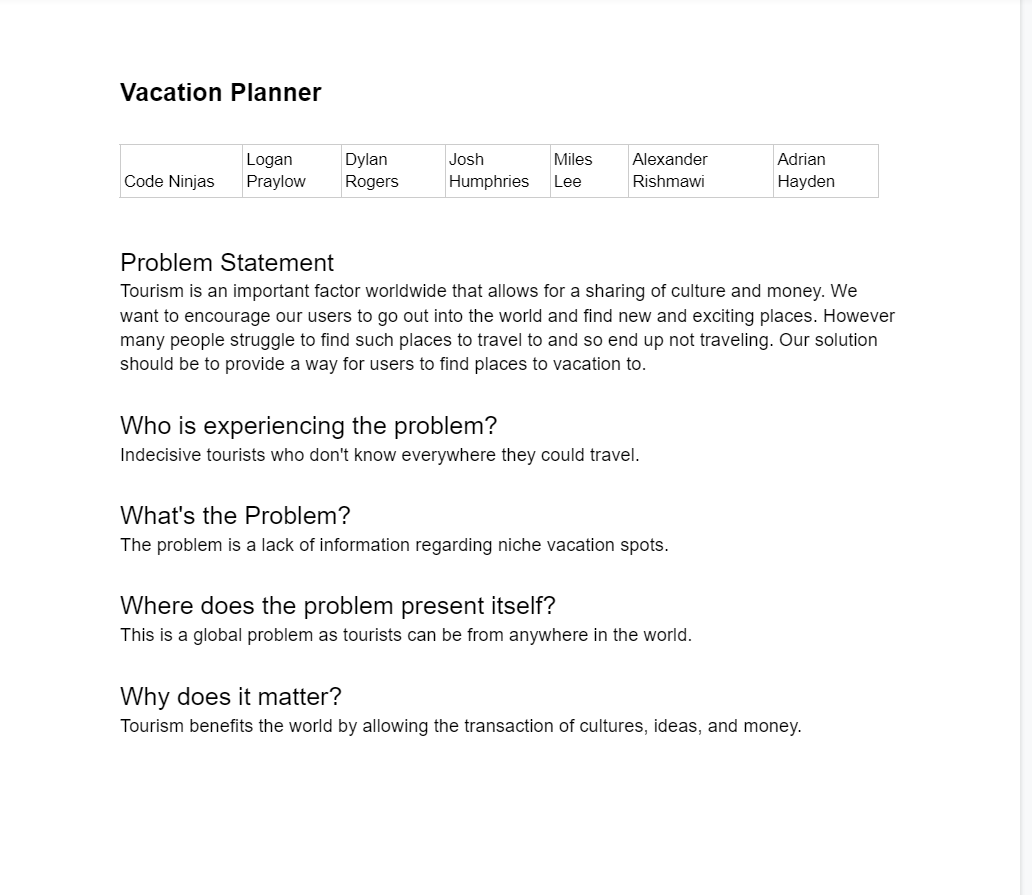 Vacation Planner
Code Ninjas
Logan Praylow
Dylan Rogers
Josh Humphries
Miles Lee
Alexander Rishmawi
Adrian Hayden
Problem Statement
Tourism is an important factor worldwide that allows for a sharing of culture and money. We
want to encourage our users to go out into the world and find new and exciting places. However
many people struggle to find such places to travel to and so end up not traveling. Our solution
should be to provide a way for users to find places to vacation to.
Who is experiencing the problem?
Indecisive tourists who don't know everywhere they could travel.
What's the Problem?
The problem is a lack of information regarding niche vacation spots.
Where does the problem present itself?
This is a global problem as tourists can be from anywhere in the world.
Why does it matter?
Tourism benefits the world by allowing the transaction of cultures, ideas, and money.